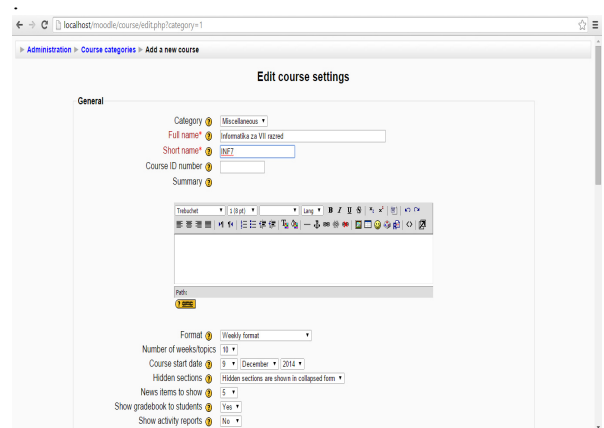 localhost/moodle/course/edit.php?category=1
Administration ► Course categories ► Add a new course
Edit course settings
General
Category Miscellaneous
Full name* Informatika za VII razred
Short name* INF7
Course ID number
Summary
Trebuchet 1 (8 pt) Lang B I U S
Path:
Format Weekly format
Number of weeks/topics 10
Course start date 9 December 2014
Hidden sections Hidden sections are shown in collapsed form
News items to show 5
Show gradebook to students Yes
Show activity reports No